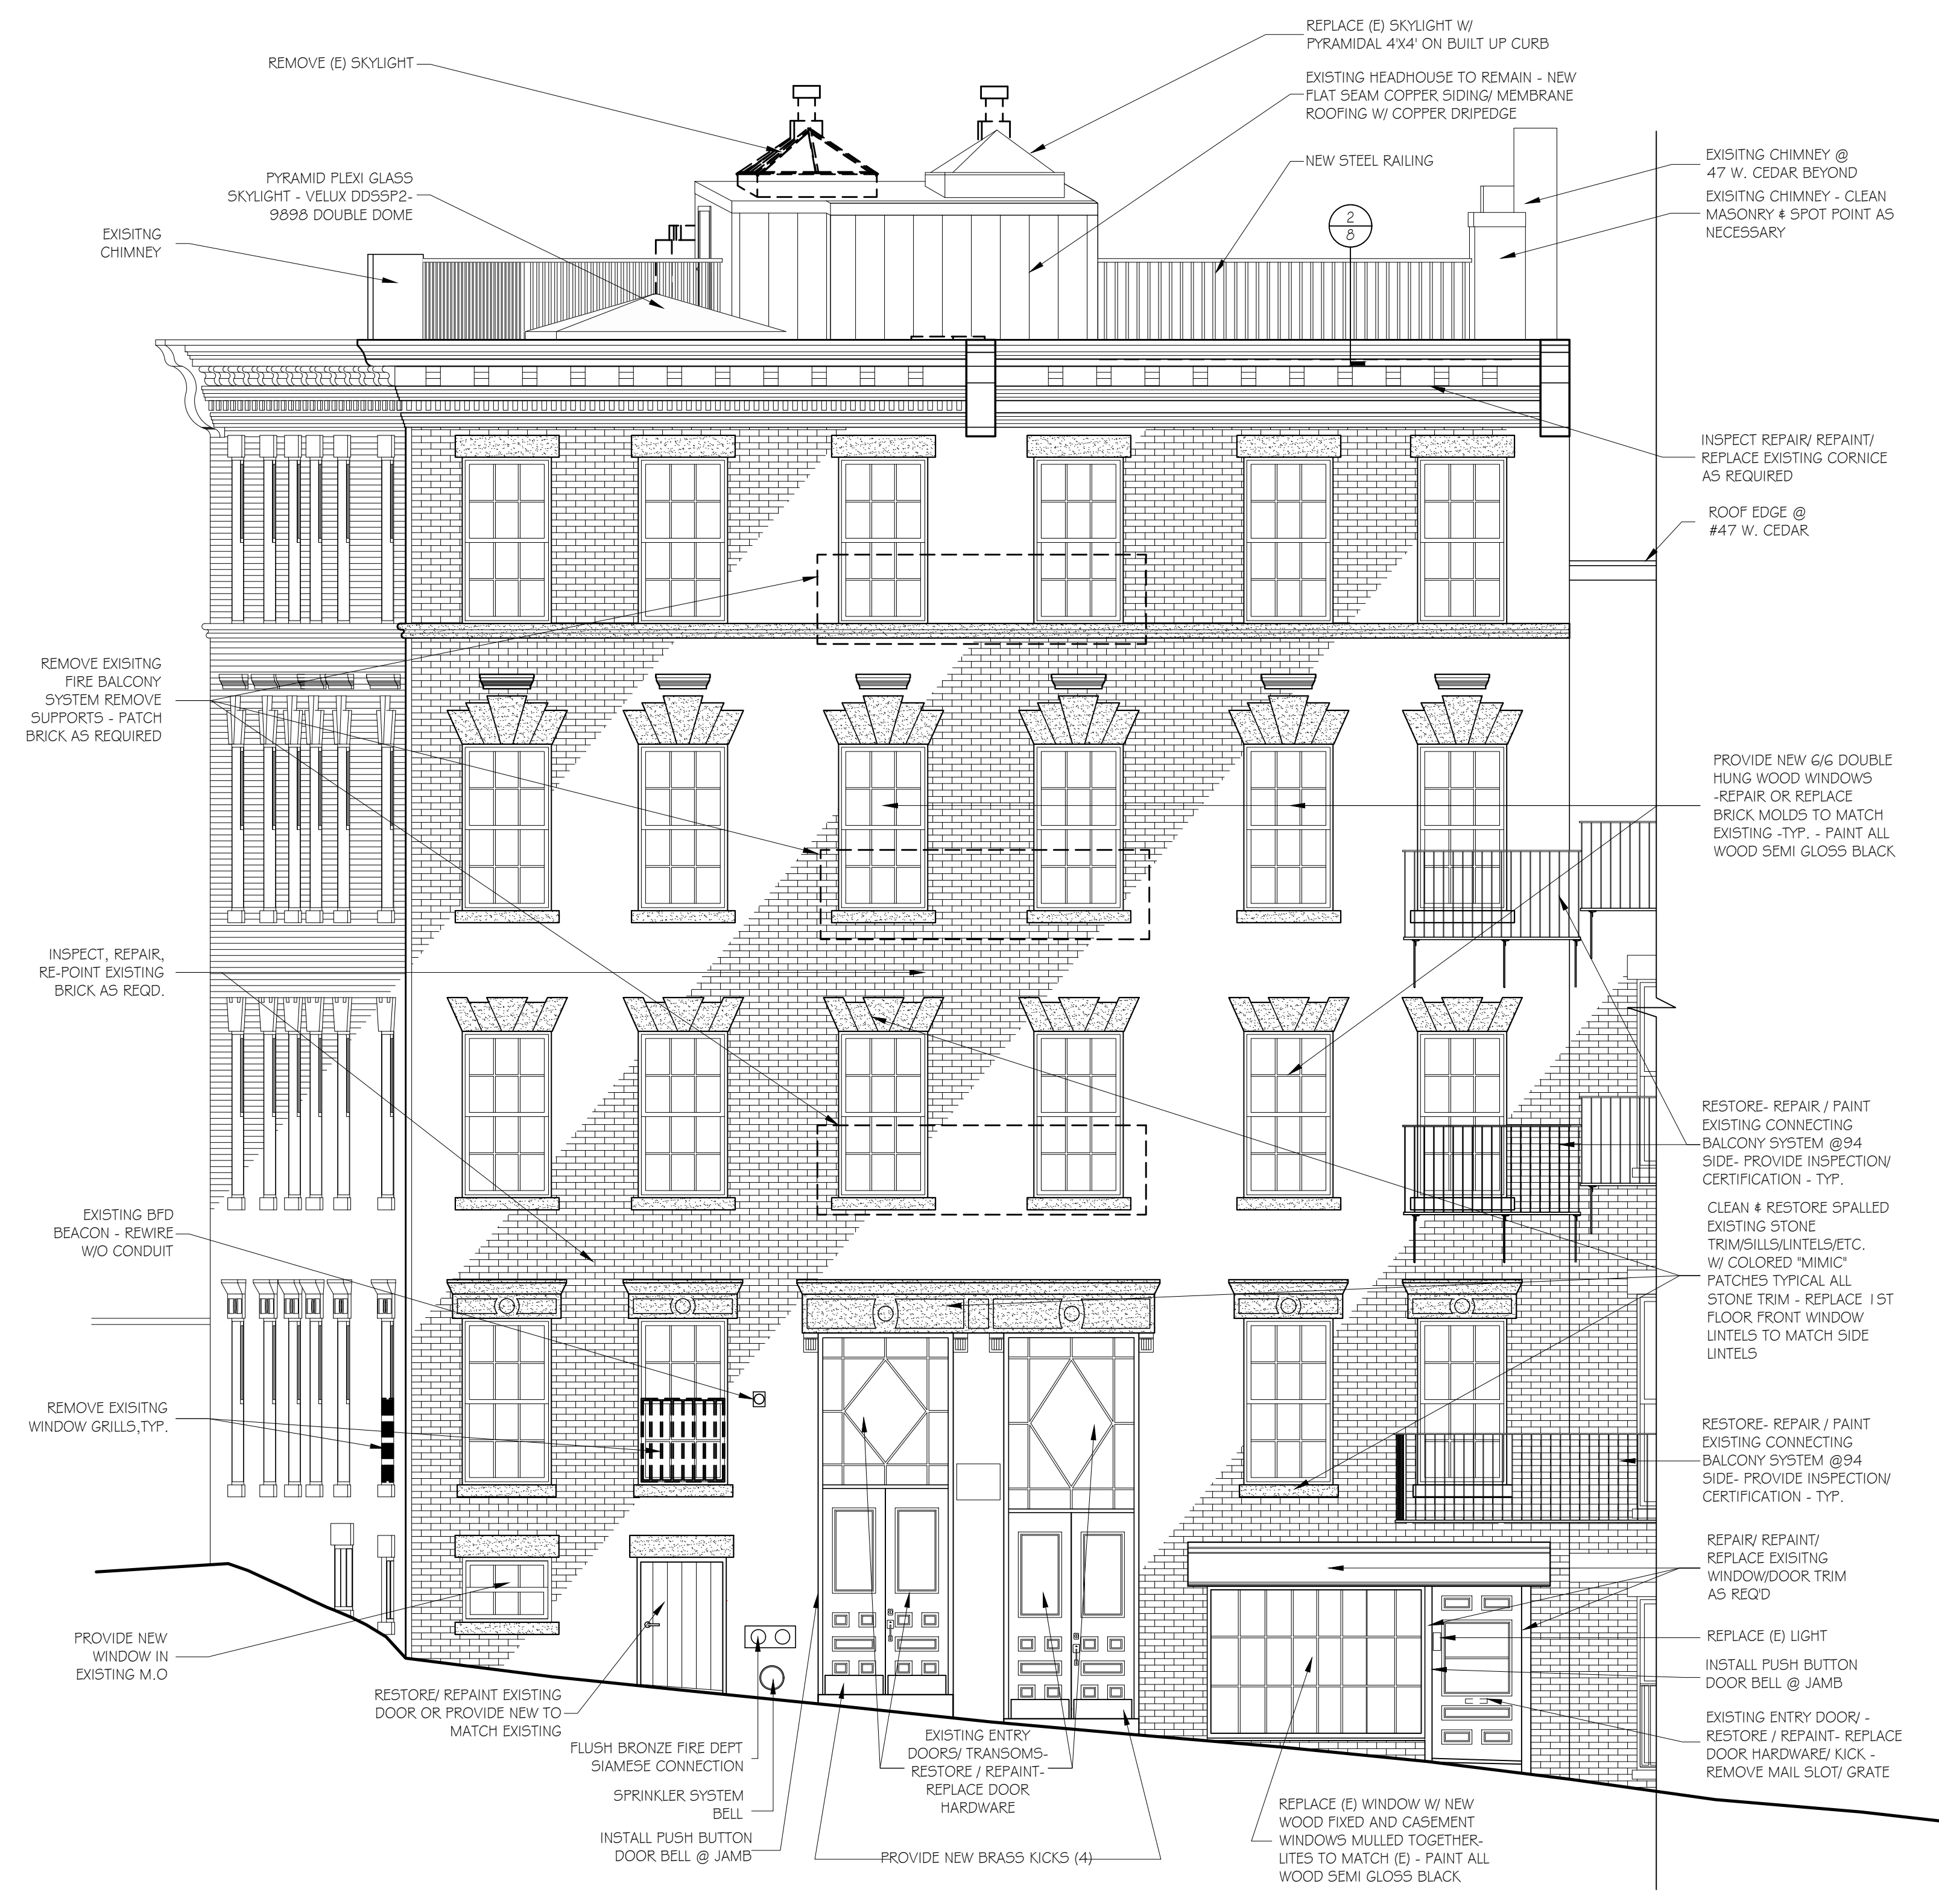 REMOVE (E) SKYLIGHT
PYRAMID PLEXI GLASS
SKYLIGHT - VELUX DDSSP2-
9898 DOUBLE DOME
EXISITNG
CHIMNEY
REMOVE EXISITNG
FIRE BALCONY
SYSTEM REMOVE
SUPPORTS - PATCH
BRICK AS REQUIRED
INSPECT, REPAIR,
RE-POINT EXISTING
BRICK AS REQD.
EXISTING BFD
BEACON - REWIRE
W/O CONDUIT
REMOVE EXISITNG
WINDOW GRILLS,TYP.
PROVIDE NEW
WINDOW IN
EXISTING M.O
RESTORE/ REPAINT EXISTING
DOOR OR PROVIDE NEW TO
MATCH EXISTING
FLUSH BRONZE FIRE DEPT
SIAMESE CONNECTION
SPRINKLER SYSTEM
BELL
INSTALL PUSH BUTTON
DOOR BELL @ JAMB
EXISTING ENTRY
DOORS/ TRANSOMS-
RESTORE / REPAINT-
REPLACE DOOR
HARDWARE
PROVIDE NEW BRASS KICKS (4)
REPLACE (E) WINDOW W/ NEW
WOOD FIXED AND CASEMENT
WINDOWS MULLED TOGETHER-
LITES TO MATCH (E) - PAINT ALL
WOOD SEMI GLOSS BLACK
REPLACE (E) SKYLIGHT W/
PYRAMIDAL 4'X4' ON BUILT UP CURB
EXISTING HEADHOUSE TO REMAIN - NEW
FLAT SEAM COPPER SIDING/ MEMBRANE
ROOFING W/ COPPER DRIPEDGE
NEW STEEL RAILING
2
8
EXISITNG CHIMNEY @
47 W. CEDAR BEYOND
EXISITNG CHIMNEY - CLEAN
MASONRY & SPOT POINT AS
NECESSARY
INSPECT REPAIR/ REPAINT/
REPLACE EXISTING CORNICE
AS REQUIRED
ROOF EDGE @
#47 W. CEDAR
PROVIDE NEW 6/6 DOUBLE
HUNG WOOD WINDOWS
-REPAIR OR REPLACE
BRICK MOLDS TO MATCH
EXISTING -TYP. - PAINT ALL
WOOD SEMI GLOSS BLACK
RESTORE- REPAIR / PAINT
EXISTING CONNECTING
BALCONY SYSTEM @94
SIDE- PROVIDE INSPECTION/
CERTIFICATION - TYP.
CLEAN & RESTORE SPALLED
EXISTING STONE
TRIM/SILLS/LINTELS/ETC.
W/ COLORED "MIMIC"
PATCHES TYPICAL ALL
STONE TRIM - REPLACE 1ST
FLOOR FRONT WINDOW
LINTELS TO MATCH SIDE
LINTELS
RESTORE- REPAIR / PAINT
EXISTING CONNECTING
BALCONY SYSTEM @94
SIDE- PROVIDE INSPECTION/
CERTIFICATION - TYP.
REPAIR/ REPAINT/
REPLACE EXISITNG
WINDOW/DOOR TRIM
AS REQ'D
REPLACE (E) LIGHT
INSTALL PUSH BUTTON
DOOR BELL @ JAMB
EXISTING ENTRY DOOR/ -
RESTORE / REPAINT- REPLACE
DOOR HARDWARE/ KICK -
REMOVE MAIL SLOT/ GRATE